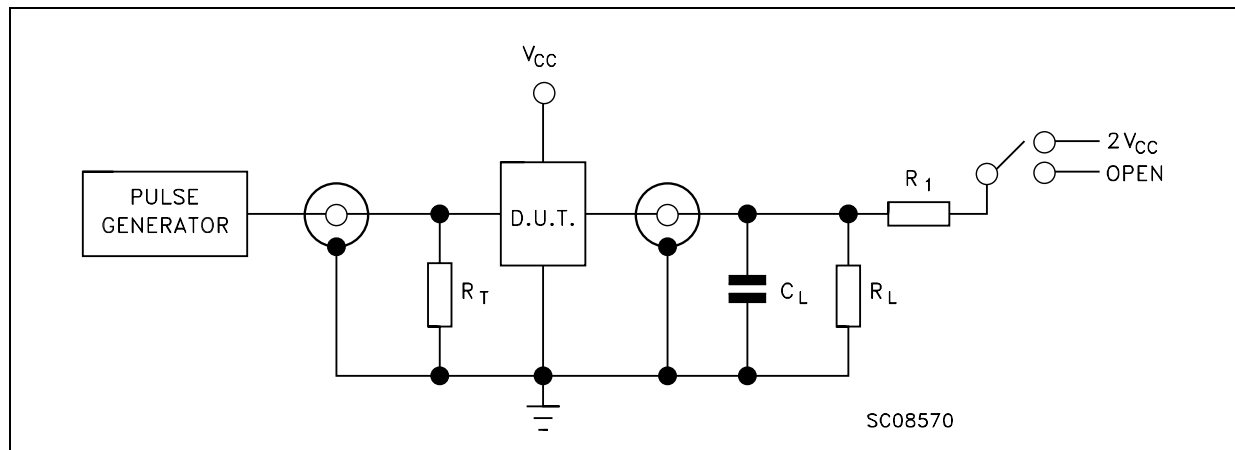 VCC
2VCC
OPEN
R1
PULSE
GENERATOR
D.U.T.
RT
CL
RL
SC08570